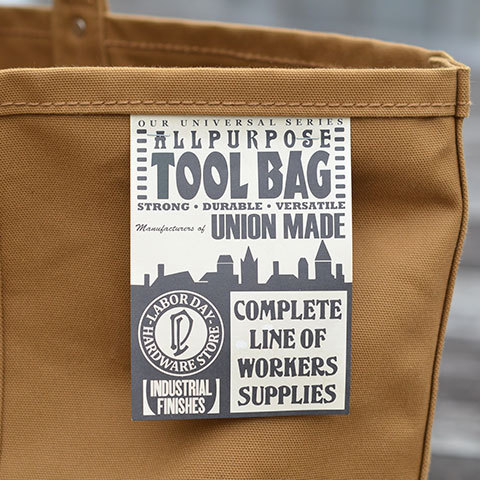 OUR UNIVERSAL SERIES
ALLPURPOSE
TOOL BAG
STRONG • DURABLE • VERSATILE
Manufacturers of UNION MADE
-LABOR DAY-
HARDWARE STORE
[INDUSTRIAL
FINISHES]
COMPLETE
LINE OF
WORKERS
SUPPLIES